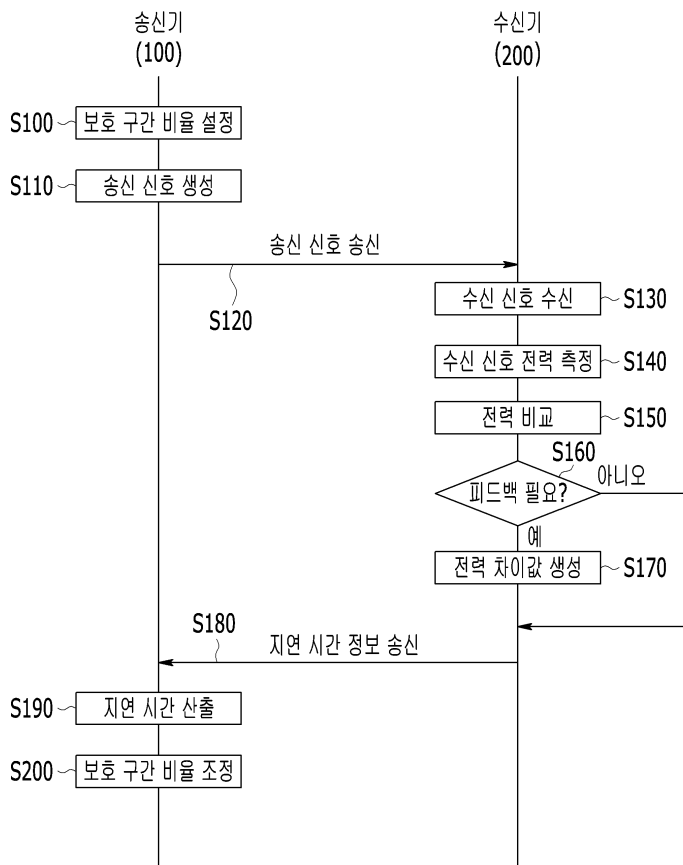 송신기
(100)
수신기
(200)
S100
보호 구간 비율 설정
S110
송신 신호 생성
송신 신호 송신
S120
수신 신호 수신
S130
수신 신호 전력 측정
S140
전력 비교
S150
S160
피드백 필요?
아니오
예
전력 차이값 생성
S170
S180
지연 시간 정보 송신
S190
지연 시간 산출
S200
보호 구간 비율 조정